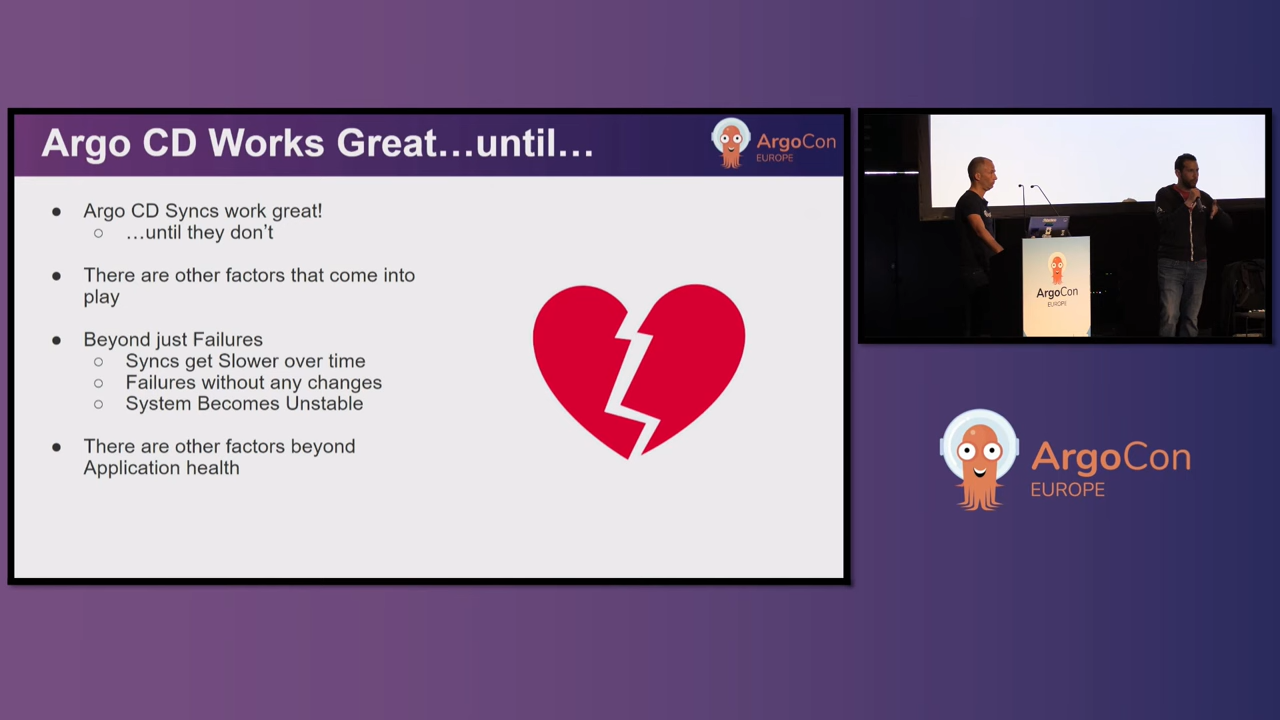 Argo CD Works Great…until…
ArgoCon
EUROPE
● Argo CD Syncs work great!
○ …until they don’t
● There are other factors that come into
play
● Beyond just Failures
○ Syncs get Slower over time
○ Failures without any changes
○ System Becomes Unstable
● There are other factors beyond
Application health
ArgoCon
EUROPE
ArgoCon
EUROPE